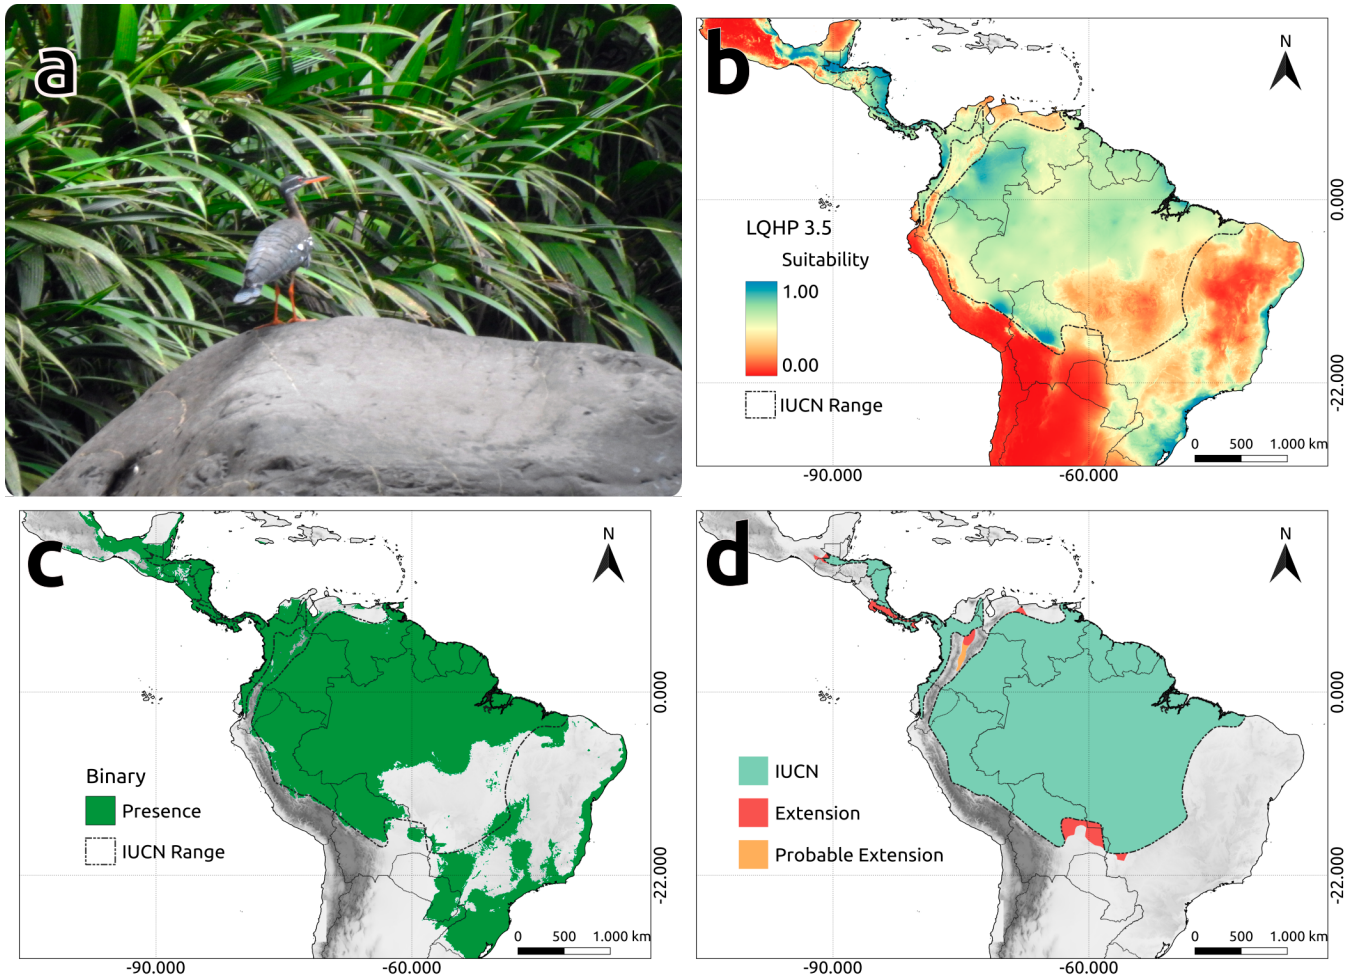 a
b
N
LQHP 3.5
Suitability
1.00
0.00
IUCN Range
0.000
-22.000
0 500 1.000 km
-90.000 -60.000
c
N
Binary
Presence
IUCN Range
0.000
-22.000
0 500 1.000 km
-90.000 -60.000
d
N
IUCN
Extension
Probable Extension
0.000
-22.000
0 500 1.000 km
-90.000 -60.000